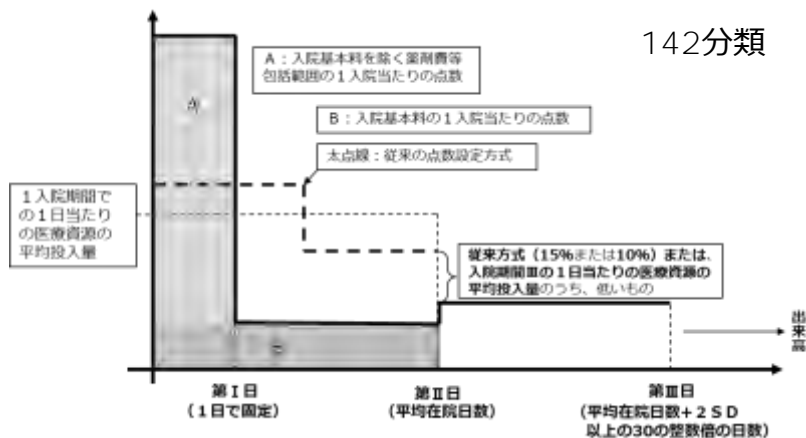 142分類
A：入院基本料を除く薬剤費等
包括範囲の１入院当たりの点数
B：入院基本料の１入院当たりの点数
太点線：従来の点数設定方式
１入院期間で
の１日当たり
の医療資源の
平均投入量
従来方式（15%または10%）または、
入院期間Ⅲの１日当たりの医療資源の
平均投入量のうち、低いもの
出来高
第Ⅰ日
（１日で固定）
第Ⅱ日
（平均在院日数）
第Ⅲ日
（平均在院日数＋２ＳＤ
以上の30の整数倍の日数）